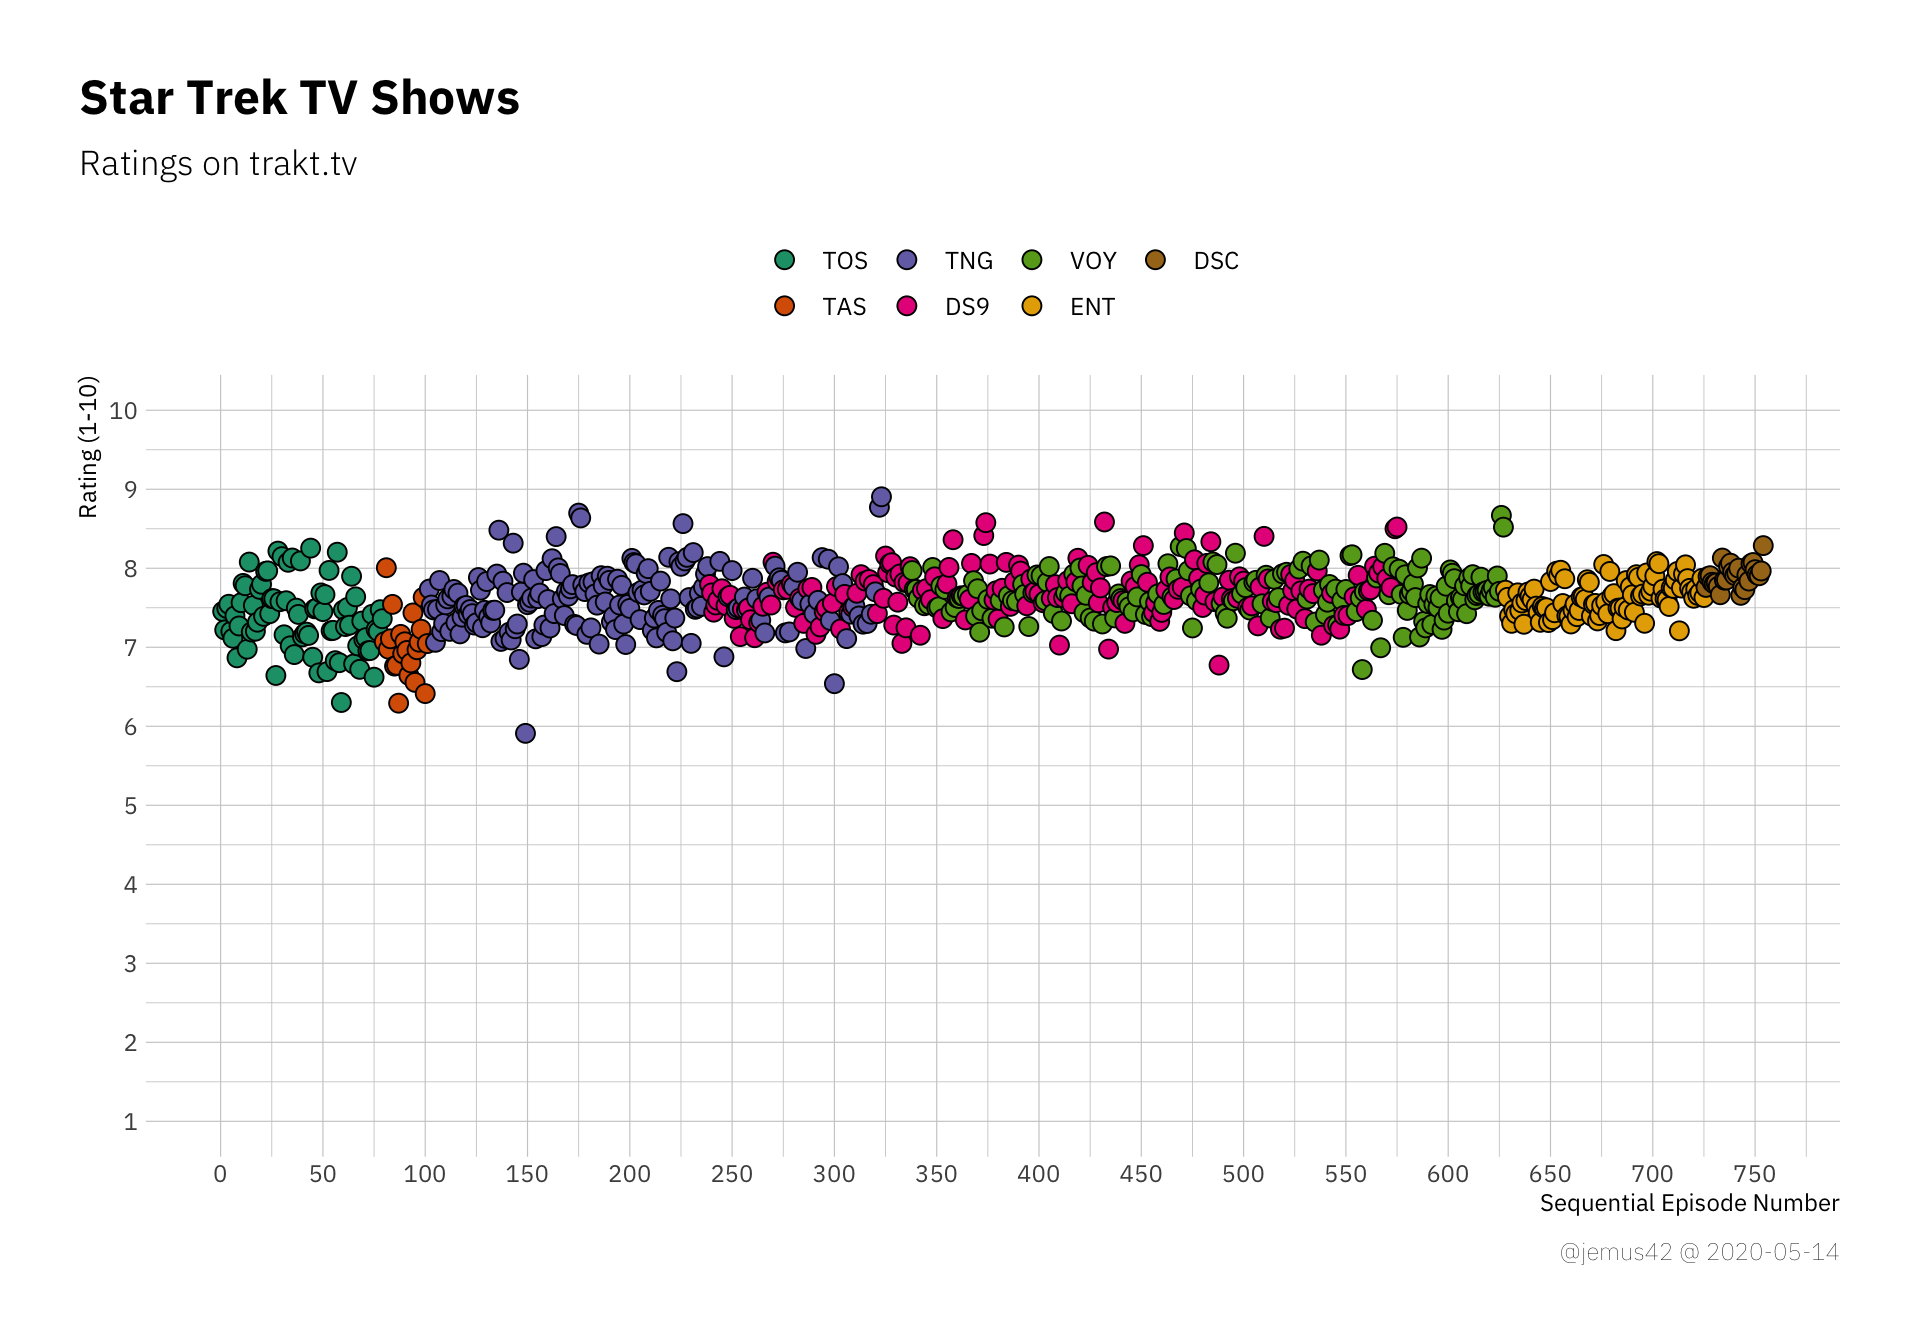 Star Trek TV Shows
Ratings on trakt.tv
TOS TNG VOY DSC
TAS DS9 ENT
Rating (1-10)
10
9
8
7
6
5
4
3
2
1
0 50 100 150 200 250 300 350 400 450 500 550 600 650 700 750
Sequential Episode Number
@jemus42 @ 2020-05-14